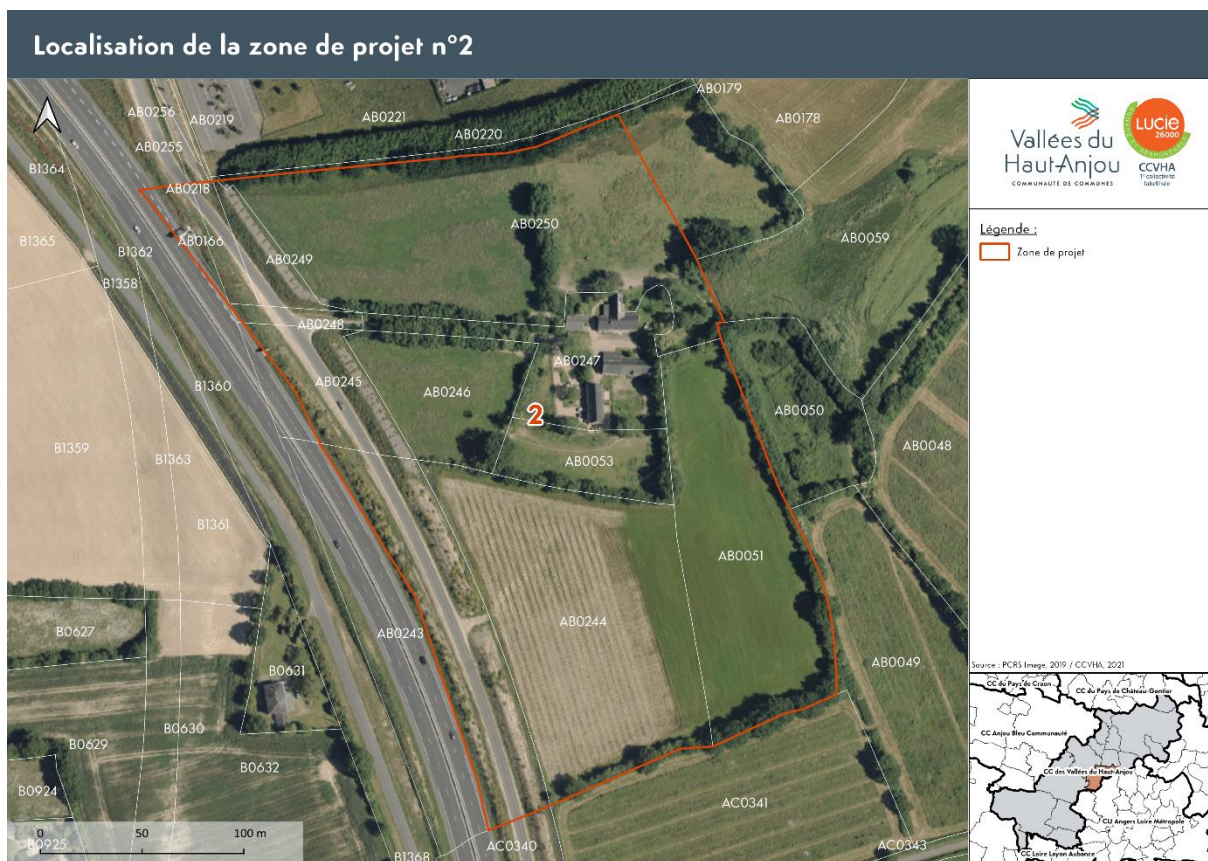 Localisation de la zone de projet n°2
AB0256
AB0219
AB0221
AB0220
AB0179
AB0178
AB0255
B1364
AB0218
AB0250
AB0059
B1365
B1362
AB0166
AB0249
B1358
AB0248
AB0247
B1360
AB0245
AB0246
AB0050
2
AB0048
B1359
B1363
AB0053
B1361
AB0051
B0627
AB0243
AB0244
AB0049
B0631
B0630
B0629
B0632
B0924
AC0341
B0925
B1368
AC0340
AC0343
0 50 100 m
Vallées du
Haut-Anjou
COMMUNAUTÉ DE COMMUNES
LUCIE
26000
CCVHA
1ère collectivité
labellisée
Légende :
Zone de projet
Source : PCRS Image, 2019 / CCVHA, 2021
CC du Pays de Craon
CC du Pays de Château-Gontier
CC Anjou Bleu Communauté
CC des Vallées du Haut-Anjou
CU Angers Loire Métropole
CC Loire Layon Aubance